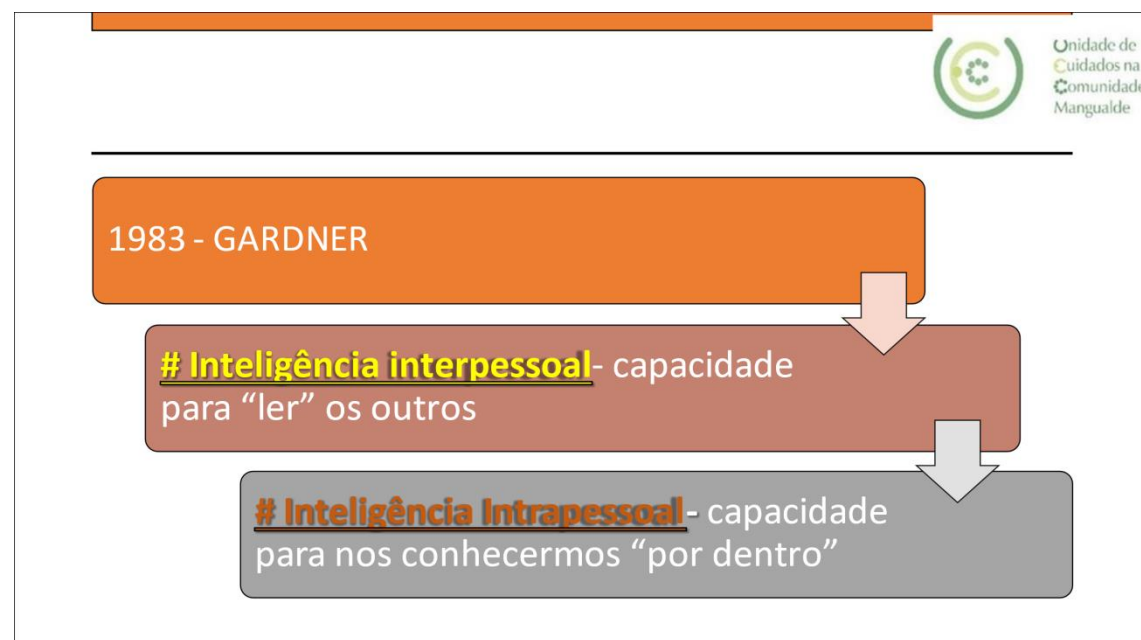 Unidade de
Cuidados na
Comunidade
Mangualde
1983 - GARDNER
# Inteligência interpessoal- capacidade
para “ler” os outros
# Inteligência Intrapessoal- capacidade
para nos conhecermos “por dentro”